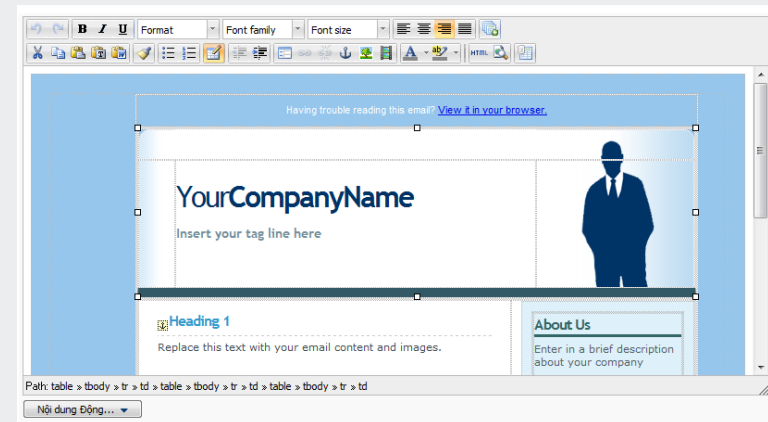 B I U Format Font family Font size
HTML
Having trouble reading this email? View it in your browser.
YourCompanyName
Insert your tag line here
Heading 1
Replace this text with your email content and images.
About Us
Enter in a brief description
about your company
Path: table » tbody » tr » td » table » tbody » tr » td » table » tbody » tr » td
Nội dung Động...